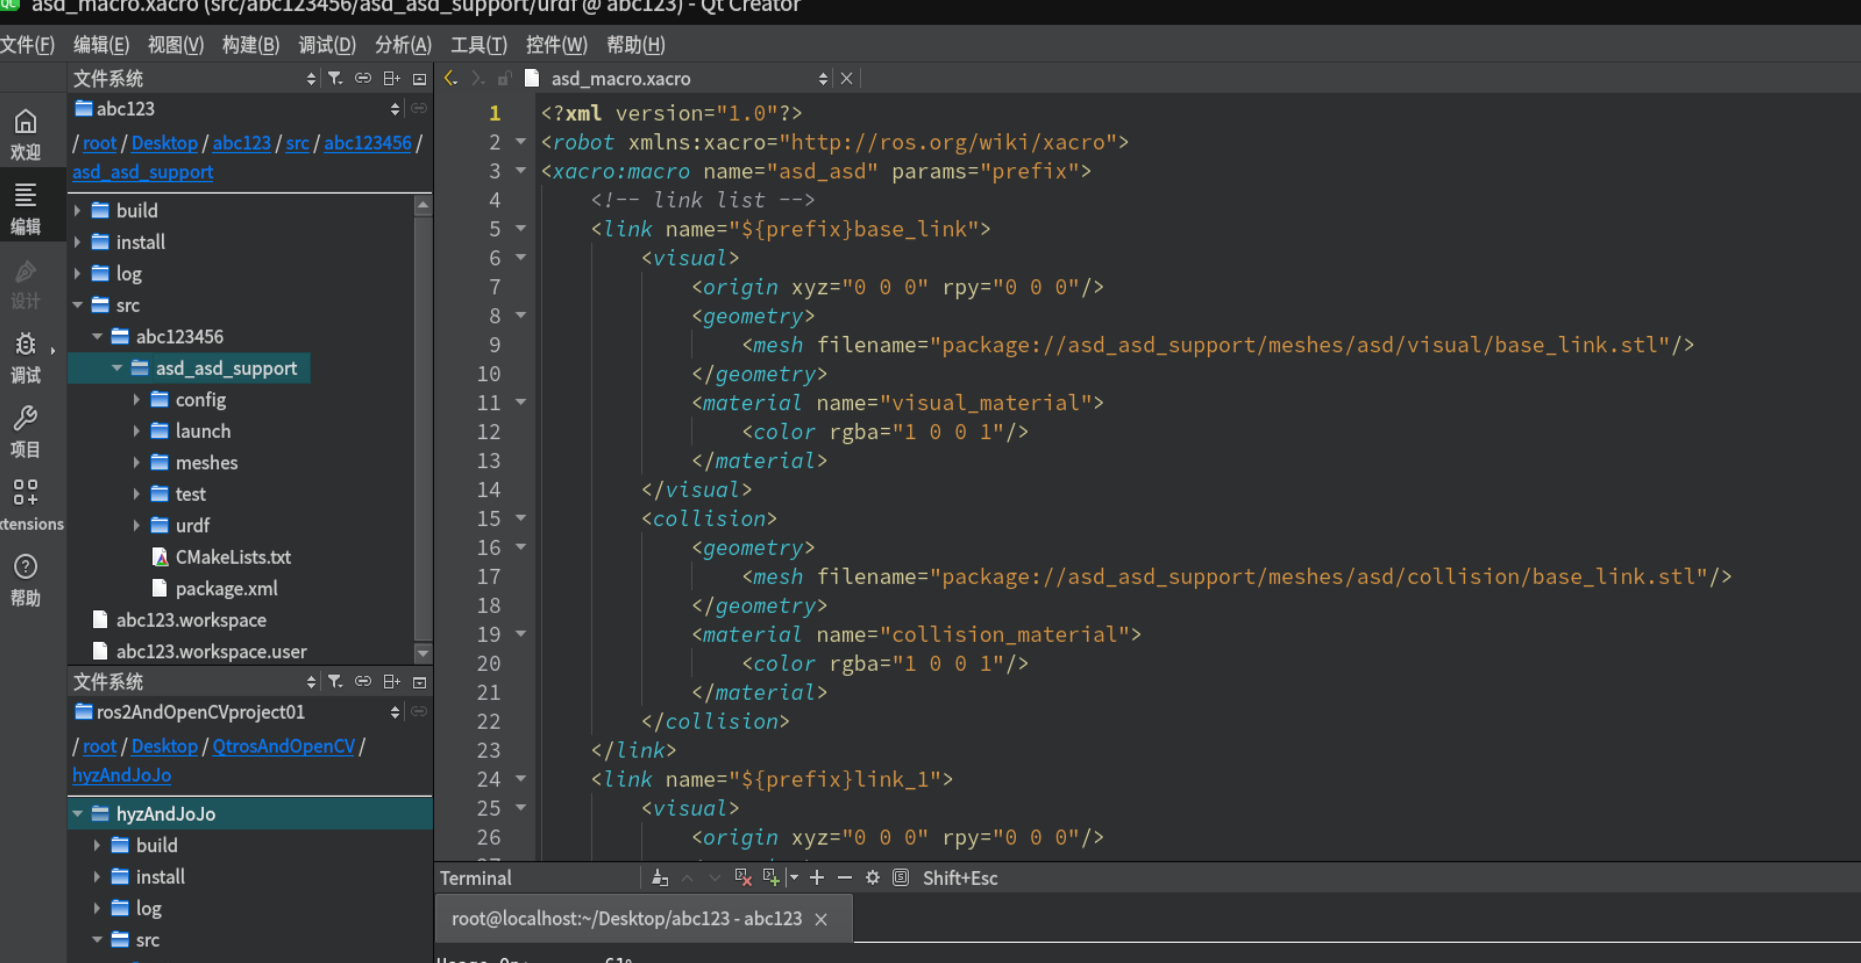 asd_macro.xacro (src/abc123456/asd_asd_support/urdf @ abc123) - Qt Creator
文件(F) 编辑(E) 视图(V) 构建(B) 调试(D) 分析(A) 工具(T) 控件(W) 帮助(H)
欢迎
编辑
设计
调试
项目
xtensions
帮助
文件系统
abc123
/ root / Desktop / abc123 / src / abc123456 /
asd_asd_support
build
install
log
src
abc123456
asd_asd_support
config
launch
meshes
test
urdf
CMakeLists.txt
package.xml
abc123.workspace
abc123.workspace.user
文件系统
ros2AndOpenCVproject01
/ root / Desktop / QtrosAndOpenCV /
hyzAndJoJo
hyzAndJoJo
build
install
log
src
asd_macro.xacro
1 <?xml version="1.0"?>
2 <robot xmlns:xacro="http://ros.org/wiki/xacro">
3 <xacro:macro name="asd_asd" params="prefix">
4 <!-- link list -->
5 <link name="${prefix}base_link">
6 <visual>
7 <origin xyz="0 0 0" rpy="0 0 0"/>
8 <geometry>
9 <mesh filename="package://asd_asd_support/meshes/asd/visual/base_link.stl"/>
10 </geometry>
11 <material name="visual_material">
12 <color rgba="1 0 0 1"/>
13 </material>
14 </visual>
15 <collision>
16 <geometry>
17 <mesh filename="package://asd_asd_support/meshes/asd/collision/base_link.stl"/>
18 </geometry>
19 <material name="collision_material">
20 <color rgba="1 0 0 1"/>
21 </material>
22 </collision>
23 </link>
24 <link name="${prefix}link_1">
25 <visual>
26 <origin xyz="0 0 0" rpy="0 0 0"/>
Terminal Shift+Esc
root@localhost:~/Desktop/abc123 - abc123